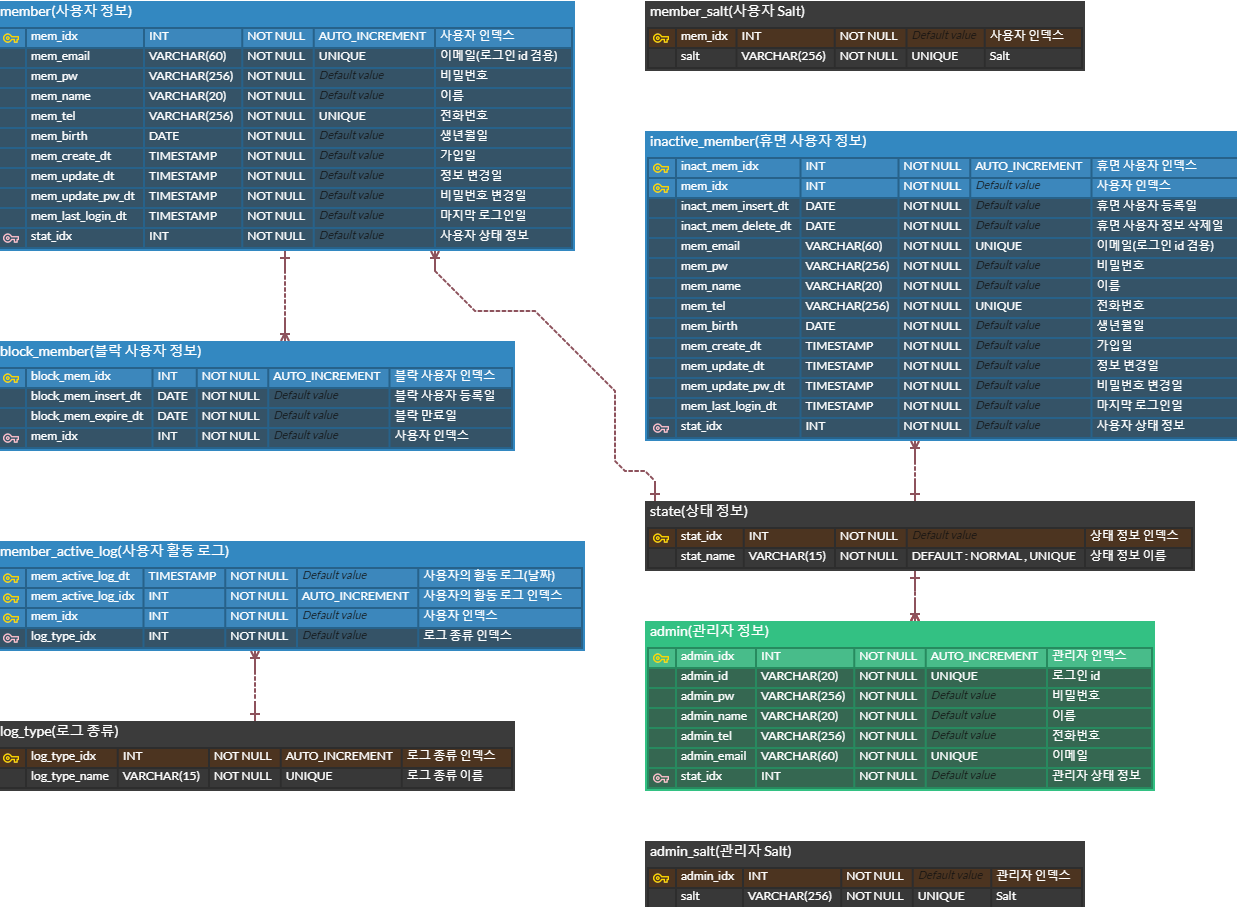 member(사용자 정보)
mem_idx INT NOT NULL AUTO_INCREMENT 사용자 인덱스
mem_email VARCHAR(60) NOT NULL UNIQUE 이메일(로그인 id 겸용)
mem_pw VARCHAR(256) NOT NULL Default value 비밀번호
mem_name VARCHAR(20) NOT NULL Default value 이름
mem_tel VARCHAR(256) NOT NULL UNIQUE 전화번호
mem_birth DATE NOT NULL Default value 생년월일
mem_create_dt TIMESTAMP NOT NULL Default value 가입일
mem_update_dt TIMESTAMP NOT NULL Default value 정보 변경일
mem_update_pw_dt TIMESTAMP NOT NULL Default value 비밀번호 변경일
mem_last_login_dt TIMESTAMP NOT NULL Default value 마지막 로그인일
stat_idx INT NOT NULL Default value 사용자 상태 정보
member_salt(사용자 Salt)
mem_idx INT NOT NULL Default value 사용자 인덱스
salt VARCHAR(256) NOT NULL UNIQUE Salt
inactive_member(휴면 사용자 정보)
inact_mem_idx INT NOT NULL AUTO_INCREMENT 휴면 사용자 인덱스
mem_idx INT NOT NULL Default value 사용자 인덱스
inact_mem_insert_dt DATE NOT NULL Default value 휴면 사용자 등록일
inact_mem_delete_dt DATE NOT NULL Default value 휴면 사용자 정보 삭제일
mem_email VARCHAR(60) NOT NULL UNIQUE 이메일(로그인 id 겸용)
mem_pw VARCHAR(256) NOT NULL Default value 비밀번호
mem_name VARCHAR(20) NOT NULL Default value 이름
mem_tel VARCHAR(256) NOT NULL UNIQUE 전화번호
mem_birth DATE NOT NULL Default value 생년월일
mem_create_dt TIMESTAMP NOT NULL Default value 가입일
mem_update_dt TIMESTAMP NOT NULL Default value 정보 변경일
mem_update_pw_dt TIMESTAMP NOT NULL Default value 비밀번호 변경일
mem_last_login_dt TIMESTAMP NOT NULL Default value 마지막 로그인일
stat_idx INT NOT NULL Default value 사용자 상태 정보
block_member(블락 사용자 정보)
block_mem_idx INT NOT NULL AUTO_INCREMENT 블락 사용자 인덱스
block_mem_insert_dt DATE NOT NULL Default value 블락 사용자 등록일
block_mem_expire_dt DATE NOT NULL Default value 블락 만료일
mem_idx INT NOT NULL Default value 사용자 인덱스
state(상태 정보)
stat_idx INT NOT NULL Default value 상태 정보 인덱스
stat_name VARCHAR(15) NOT NULL DEFAULT : NORMAL , UNIQUE 상태 정보 이름
member_active_log(사용자 활동 로그)
mem_active_log_dt TIMESTAMP NOT NULL Default value 사용자의 활동 로그(날짜)
mem_active_log_idx INT NOT NULL AUTO_INCREMENT 사용자의 활동 로그 인덱스
mem_idx INT NOT NULL Default value 사용자 인덱스
log_type_idx INT NOT NULL Default value 로그 종류 인덱스
admin(관리자 정보)
admin_idx INT NOT NULL AUTO_INCREMENT 관리자 인덱스
admin_id VARCHAR(20) NOT NULL UNIQUE 로그인 id
admin_pw VARCHAR(256) NOT NULL Default value 비밀번호
admin_name VARCHAR(20) NOT NULL Default value 이름
admin_tel VARCHAR(256) NOT NULL Default value 전화번호
admin_email VARCHAR(60) NOT NULL UNIQUE 이메일
stat_idx INT NOT NULL Default value 관리자 상태 정보
log_type(로그 종류)
log_type_idx INT NOT NULL AUTO_INCREMENT 로그 종류 인덱스
log_type_name VARCHAR(15) NOT NULL UNIQUE 로그 종류 이름
admin_salt(관리자 Salt)
admin_idx INT NOT NULL Default value 관리자 인덱스
salt VARCHAR(256) NOT NULL UNIQUE Salt